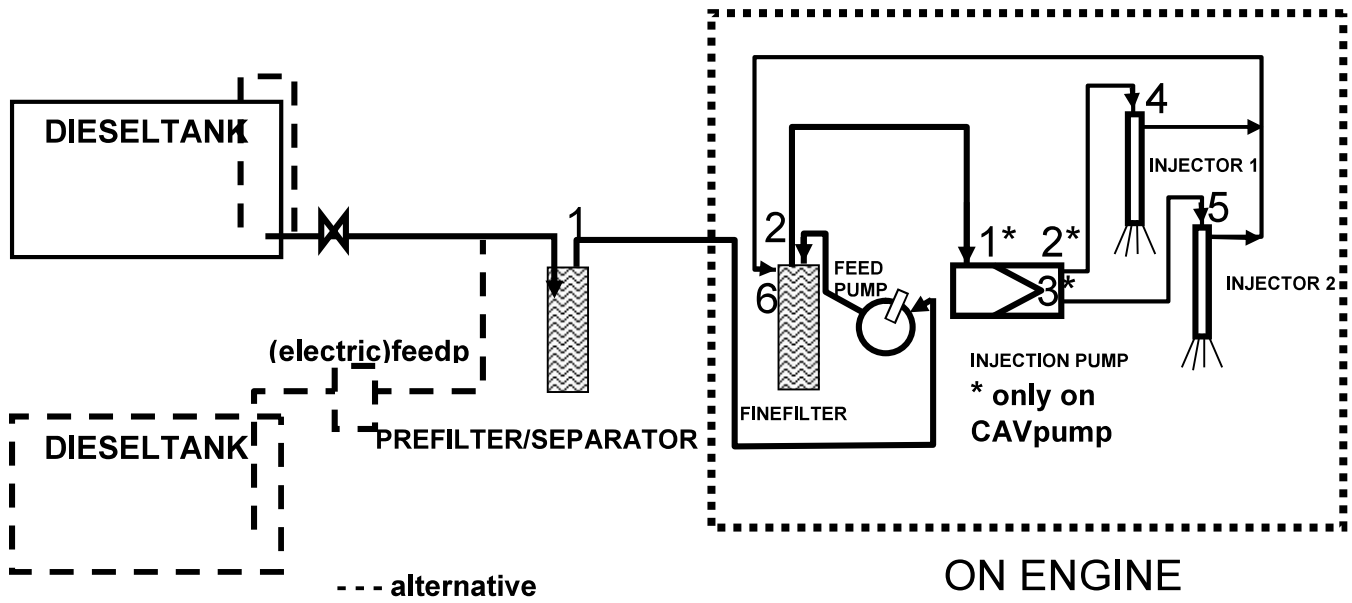 DIESELTANK
1
(electric)feedp
DIESELTANK
PREFILTER/SEPARATOR
- - - alternative
4
INJECTOR 1
5
INJECTOR 2
2
1*
2*
3*
FEED
PUMP
6
FINEFILTER
INJECTION PUMP
* only on
CAVpump
ON ENGINE